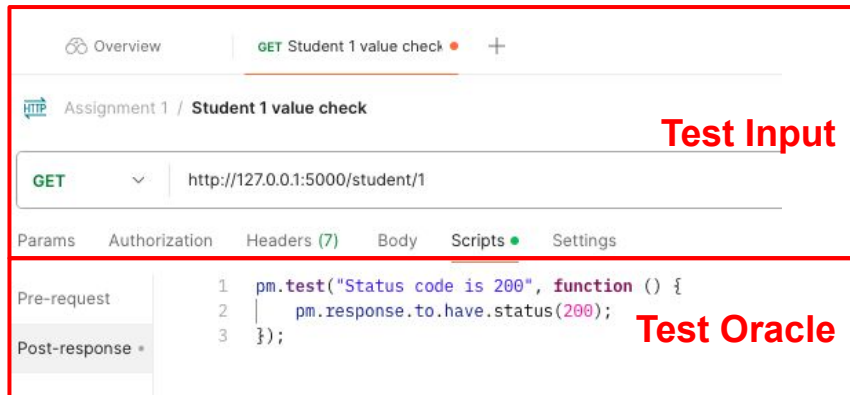 Overview GET Student 1 value check +
HTTP Assignment 1 / Student 1 value check
Test Input
GET http://127.0.0.1:5000/student/1
Params Authorization Headers (7) Body Scripts Settings
Pre-request
Post-response
1 pm.test("Status code is 200", function () {
2 pm.response.to.have.status(200);
3 });
Test Oracle